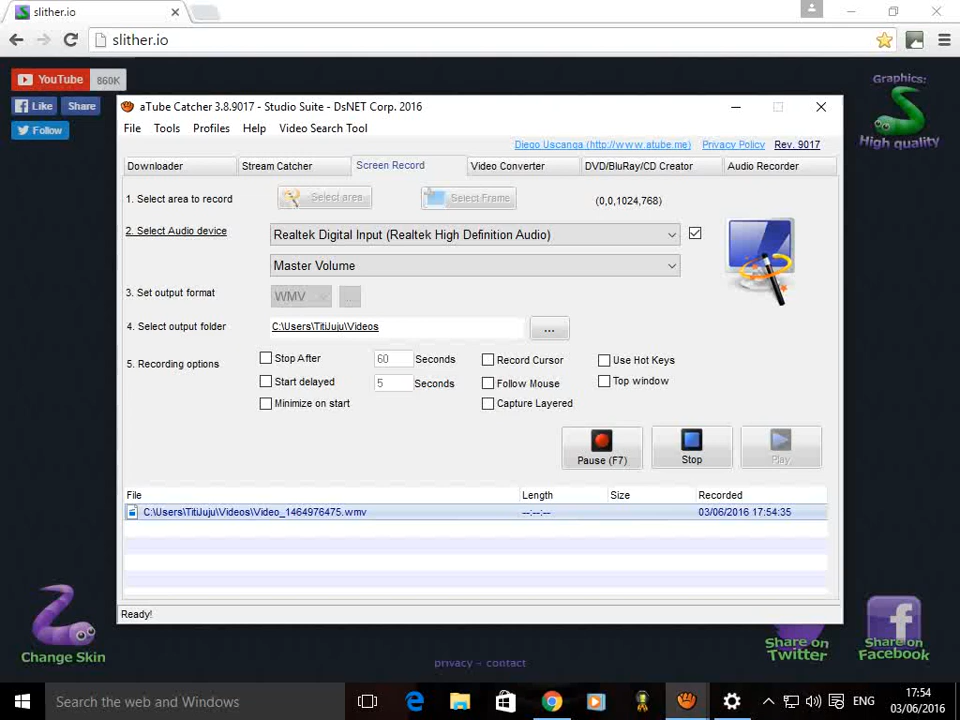 slither.io
slither.io
YouTube 860K
Like Share
Follow
Graphics:
High quality
aTube Catcher 3.8.9017 - Studio Suite - DsNET Corp. 2016
File Tools Profiles Help Video Search Tool
Diego Uscanga (http://www.atube.me) Privacy Policy Rev. 9017
Downloader Stream Catcher Screen Record Video Converter DVD/BluRay/CD Creator Audio Recorder
1. Select area to record Select area Select Frame (0,0,1024,768)
2. Select Audio device Realtek Digital Input (Realtek High Definition Audio)
Master Volume
3. Set output format WMV ...
4. Select output folder C:\Users\TitiJuju\Videos ...
5. Recording options Stop After 60 Seconds Record Cursor Use Hot Keys
Start delayed 5 Seconds Follow Mouse Top window
Minimize on start Capture Layered
Pause (F7) Stop Play
File Length Size Recorded
C:\Users\TitiJuju\Videos\Video_1464976475.wmv --:--:-- 03/06/2016 17:54:35
Ready!
Change Skin
Share on Twitter
Share on Facebook
privacy - contact
Search the web and Windows
ENG
17:54
03/06/2016